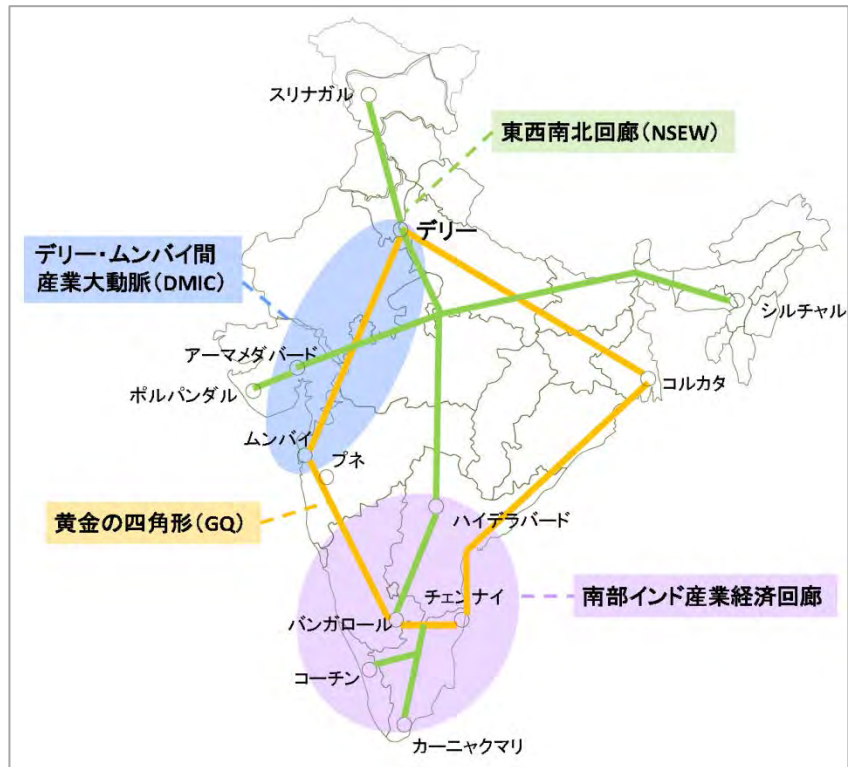 スリナガル
東西南北回廊(NSEW)
デリー
デリー・ムンバイ間
産業大動脈(DMIC)
シルチャル
アーマメダバード
ポルバンダル
コルカタ
ムンバイ
プネ
黄金の四角形(GQ)
ハイデラバード
チェンナイ
南部インド産業経済回廊
バンガロール
コーチン
カーニャクマリ